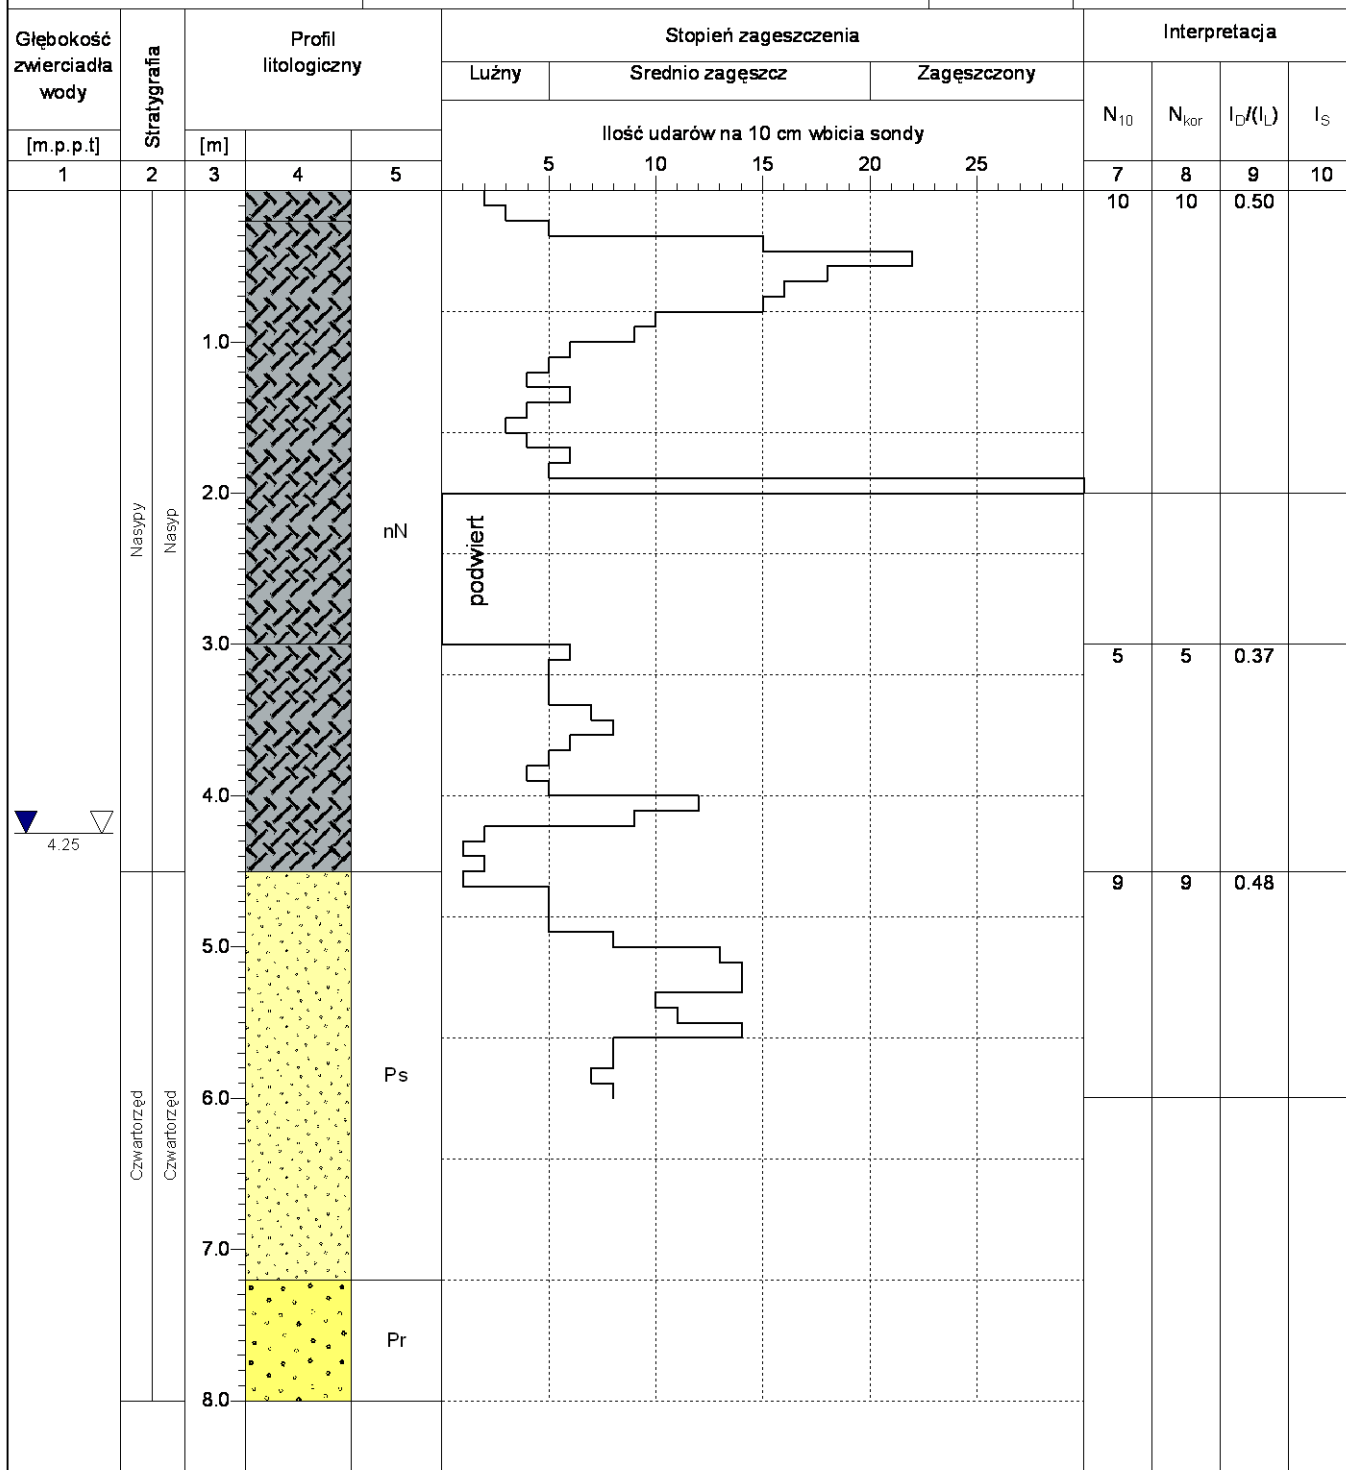 Głębokość
zwierciadła
wody
[m.p.p.t]
1
Stratygrafia
2
Profil
litologiczny
[m]
3
4
5
Stopień zageszczenia
Luźny
Srednio zagęszcz
Zagęszczony
Ilość udarów na 10 cm wbicia sondy
5
10
15
20
25
Interpretacja
N10
Nkor
ID/(IL)
IS
7
8
9
10
10
10
0.50
1.0
2.0
Nasypy
Nasyp
nN
podwiert
3.0
5
5
0.37
4.0
4.25
9
9
0.48
5.0
Ps
6.0
Czwartorzęd
Czwartorzęd
7.0
Pr
8.0